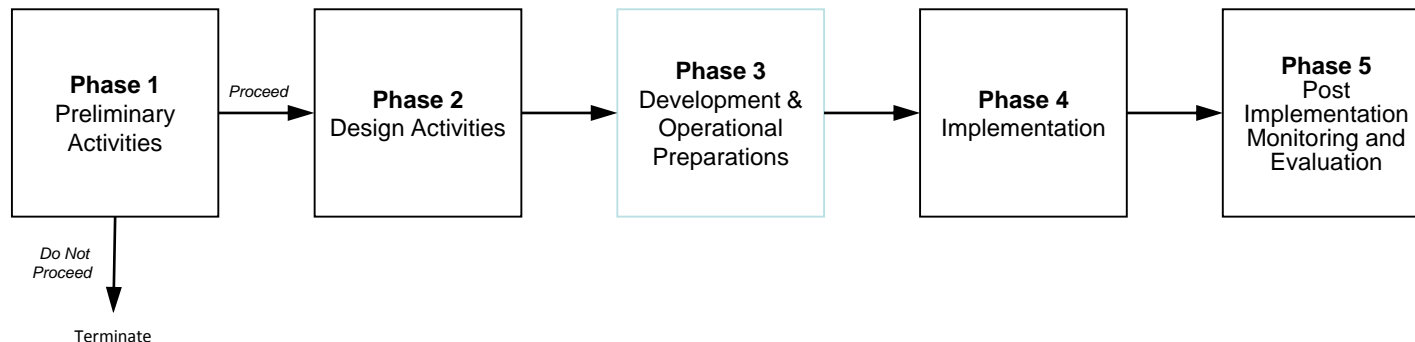 Phase 1
Preliminary
Activities
Proceed
Phase 2
Design Activities
Phase 3
Development &
Operational
Preparations
Phase 4
Implementation
Phase 5
Post
Implementation
Monitoring and
Evaluation
Do Not
Proceed
Terminate